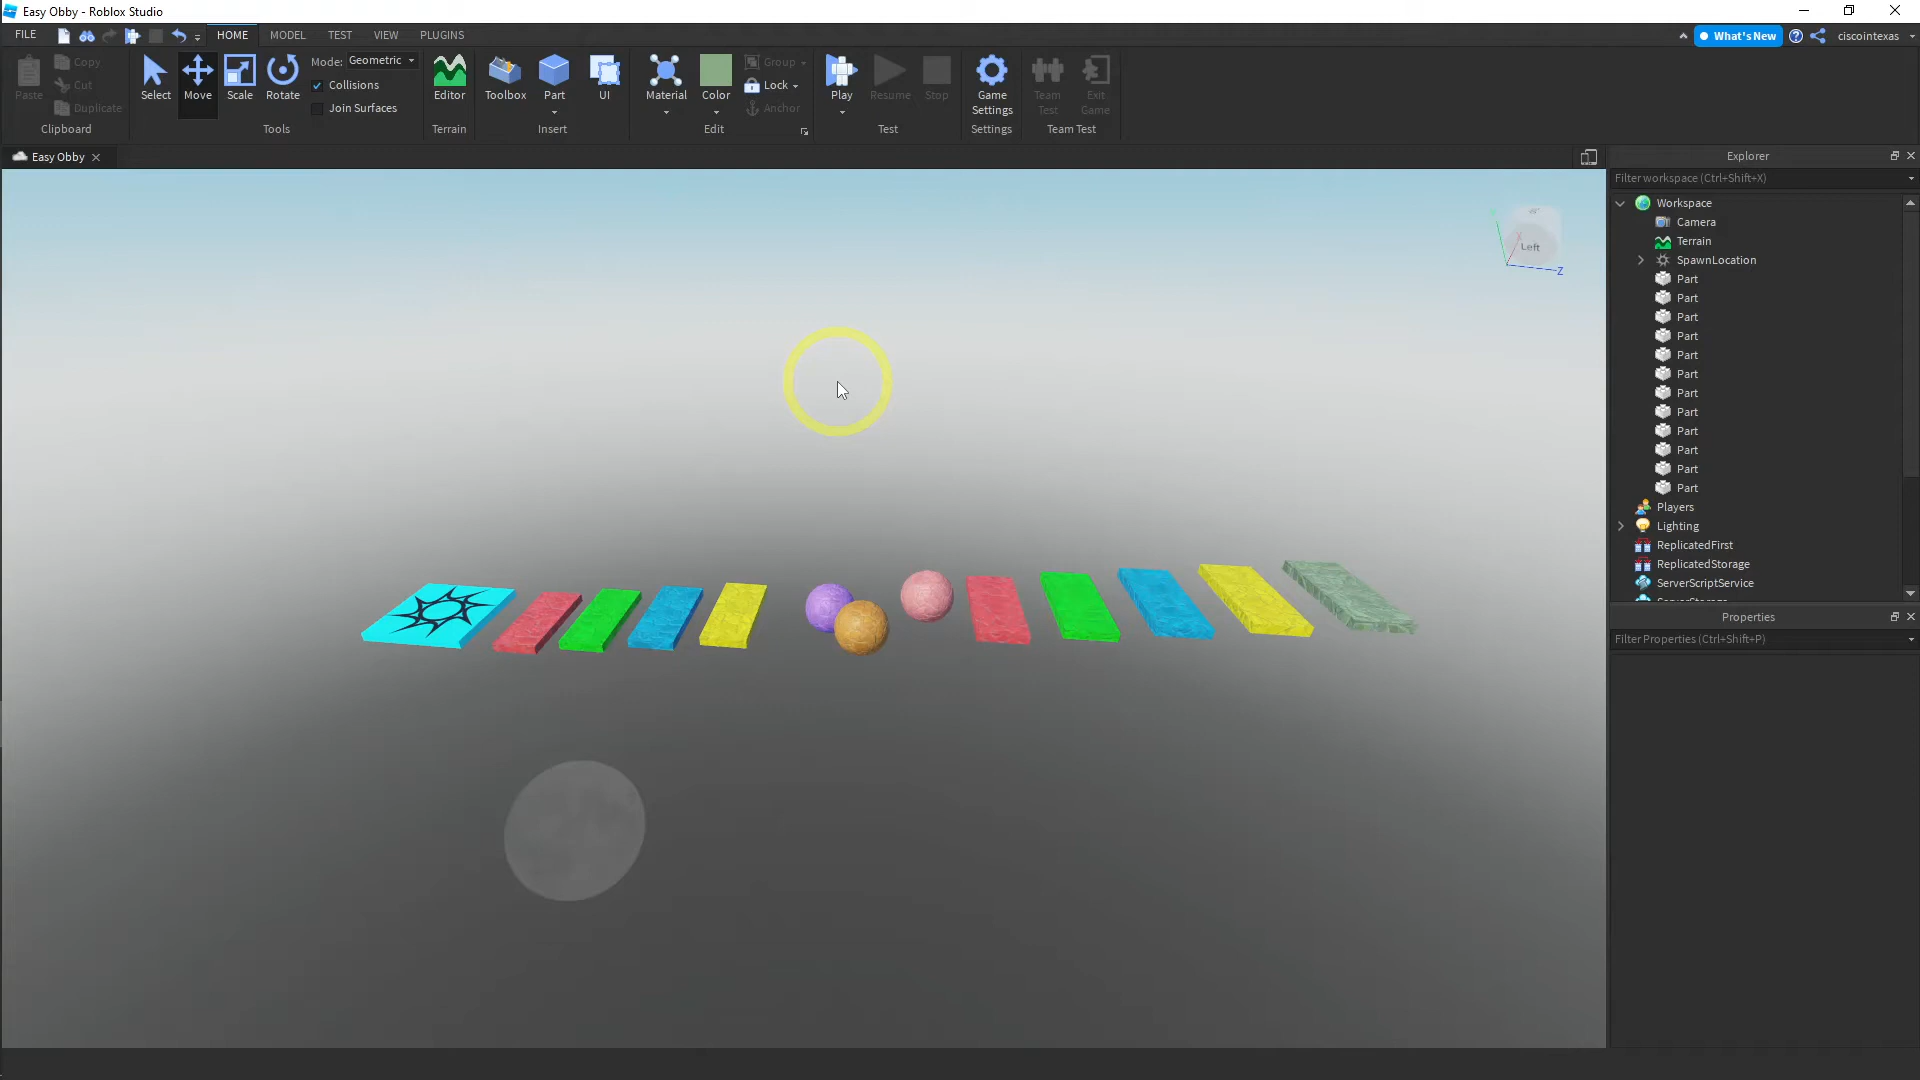 Easy Obby - Roblox Studio
FILE HOME MODEL TEST VIEW PLUGINS What's New ciscointexas
Paste Copy Cut Duplicate
Select Move Scale Rotate
Mode: Geometric
Collisions
Join Surfaces
Editor
Toolbox Part UI
Material Color
Group
Lock
Anchor
Play Resume Stop
Game Settings
Team Test
Exit Game
Clipboard Tools Terrain Insert Edit Test Settings Team Test
Easy Obby
Left
Z
X
Explorer
Filter workspace (Ctrl+Shift+X)
Workspace
Camera
Terrain
SpawnLocation
Part
Part
Part
Part
Part
Part
Part
Part
Part
Part
Part
Part
Players
Lighting
ReplicatedFirst
ReplicatedStorage
ServerScriptService
Properties
Filter Properties (Ctrl+Shift+P)